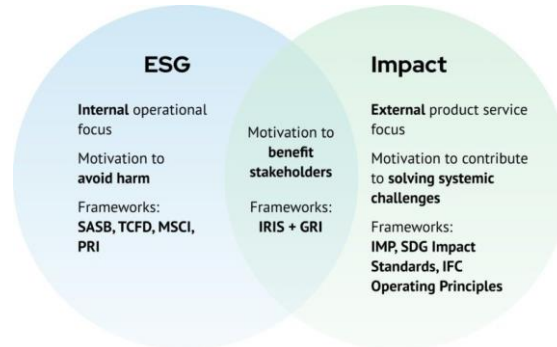 ESG
Internal operational
focus
Motivation to
avoid harm
Frameworks:
SASB, TCFD, MSCI,
PRI
Motivation to
benefit
stakeholders
Frameworks:
IRIS + GRI
Impact
External product service
focus
Motivation to contribute
to solving systemic
challenges
Frameworks:
IMP, SDG Impact
Standards, IFC
Operating Principles